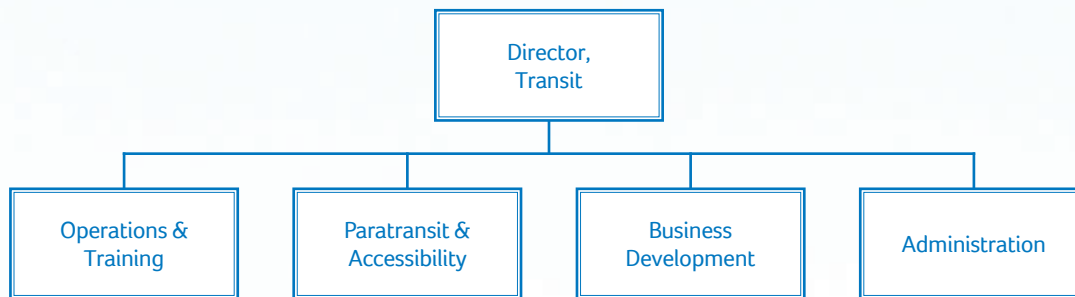 Director,
Transit
Operations &
Training
Paratransit &
Accessibility
Business
Development
Administration